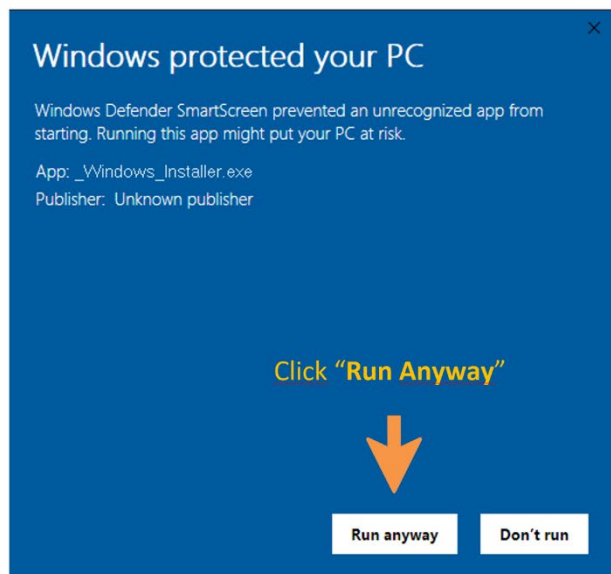 Windows protected your PC
Windows Defender SmartScreen prevented an unrecognized app from
starting. Running this app might put your PC at risk.
App: _Windows_Installer.exe
Publisher: Unknown publisher
Click “Run Anyway”
Run anyway Don't run